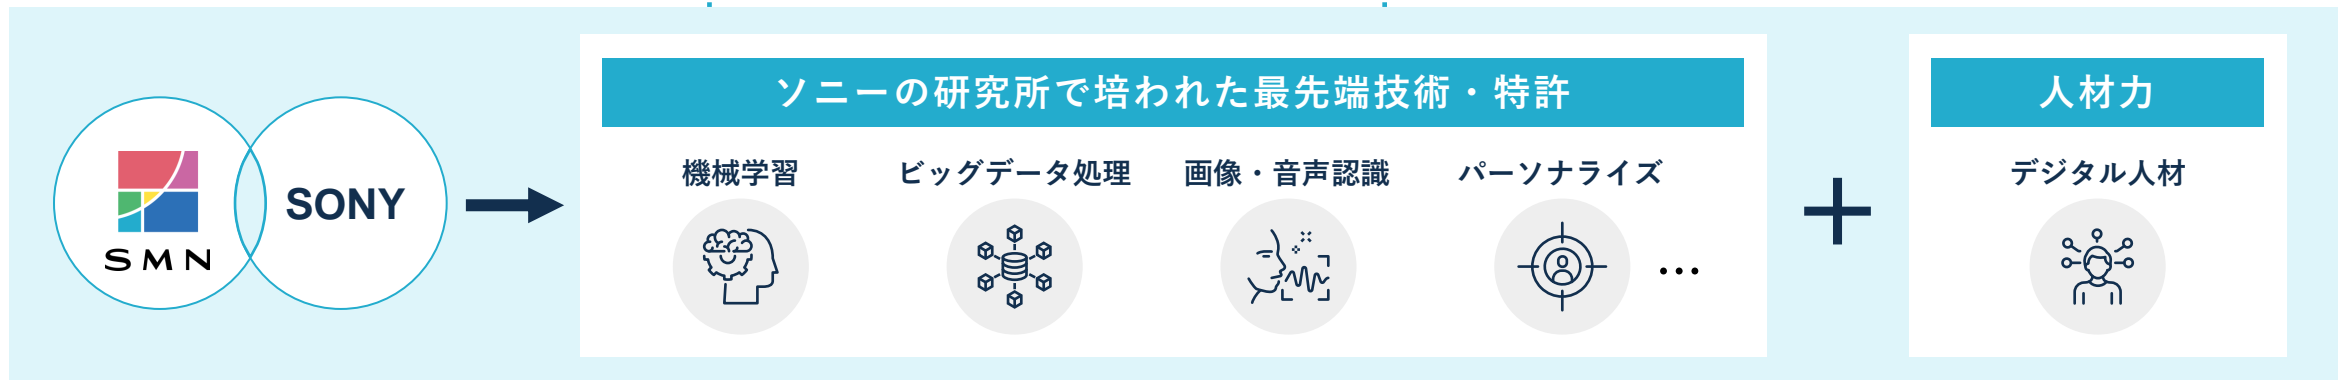 SMN
SONY
ソニーの研究所で培われた最先端技術・特許
機械学習
ビッグデータ処理
画像・音声認識
パーソナライズ
…
人材力
デジタル人材